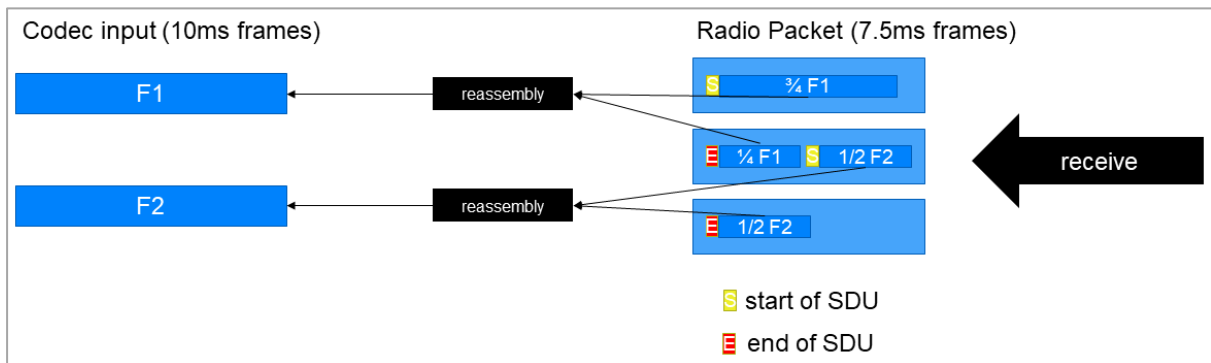 Codec input (10ms frames)
Radio Packet (7.5ms frames)
F1
reassembly
S ¾ F1
E ¼ F1 S 1/2 F2
receive
F2
reassembly
E 1/2 F2
S start of SDU
E end of SDU